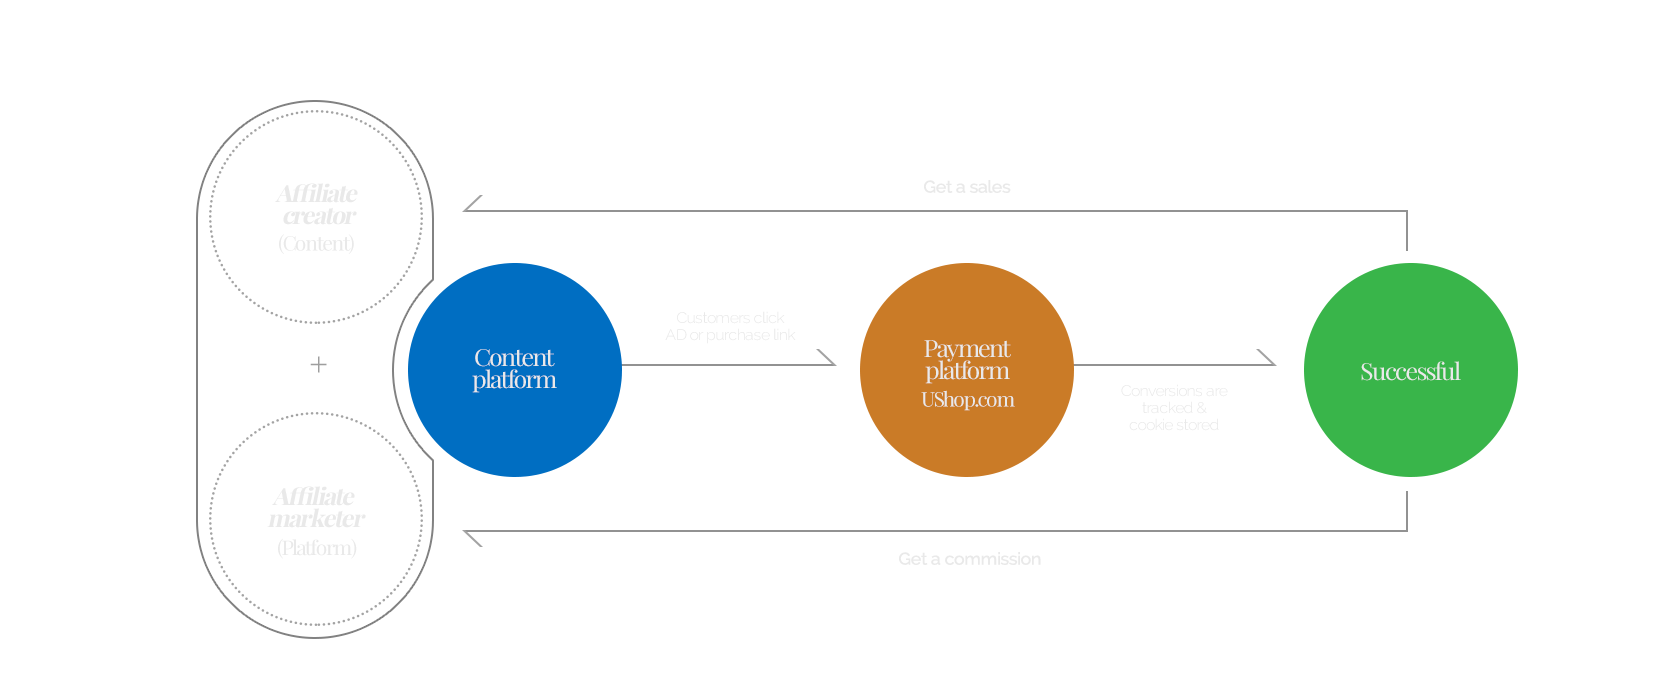 Affiliate
creator
(Content)
+
Affiliate
marketer
(Platform)
Content
platform
Customers click
AD or purchase link
Payment
platform
UShop.com
Conversions are
tracked &
cookie stored
Successful
Get a sales
Get a commission